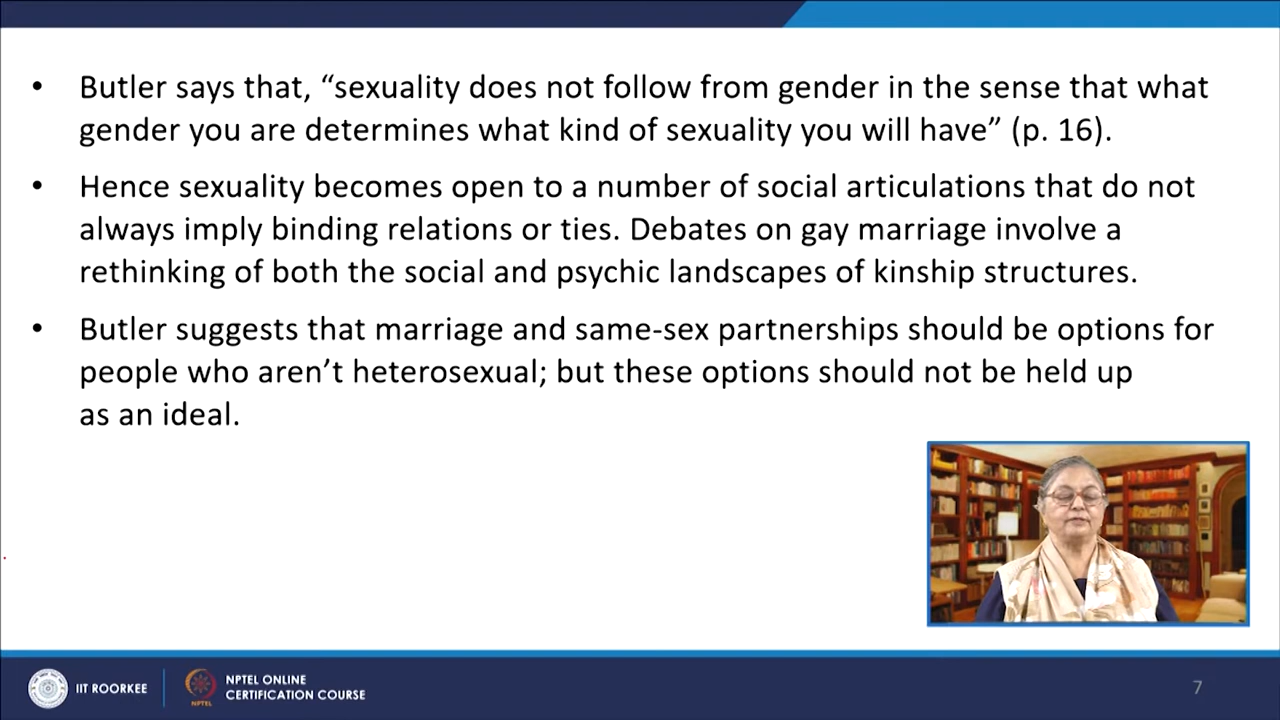 • Butler says that, “sexuality does not follow from gender in the sense that what
gender you are determines what kind of sexuality you will have” (p. 16).
• Hence sexuality becomes open to a number of social articulations that do not
always imply binding relations or ties. Debates on gay marriage involve a
rethinking of both the social and psychic landscapes of kinship structures.
• Butler suggests that marriage and same-sex partnerships should be options for
people who aren’t heterosexual; but these options should not be held up
as an ideal.
IIT ROORKEE
NPTEL
NPTEL ONLINE
CERTIFICATION COURSE
7